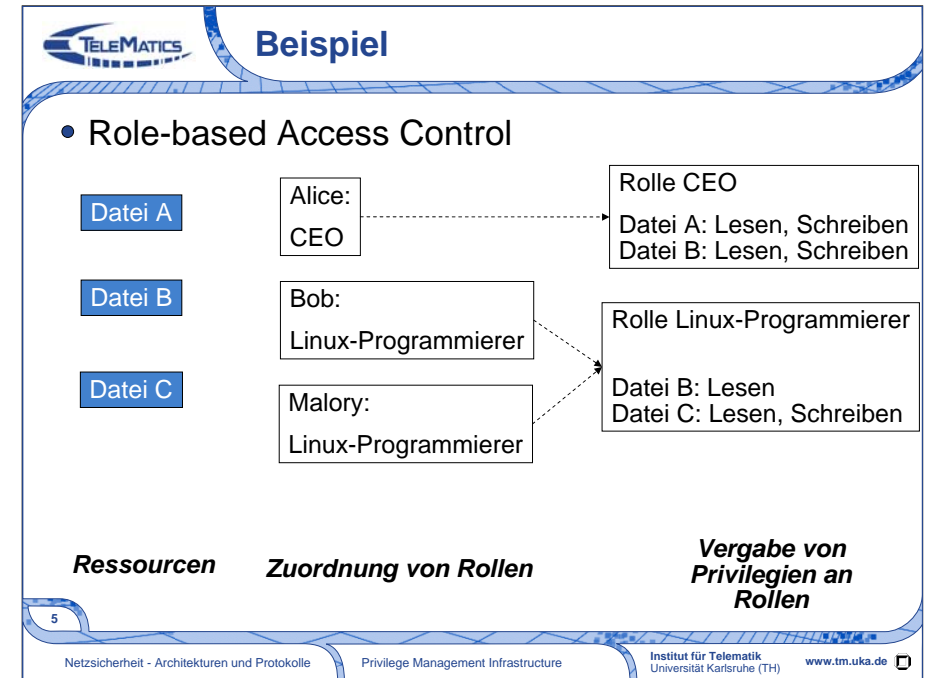 TELEMATICS
Beispiel
• Role-based Access Control
Datei A
Datei B
Datei C
Alice:
CEO
Bob:
Linux-Programmierer
Malory:
Linux-Programmierer
Rolle CEO
Datei A: Lesen, Schreiben
Datei B: Lesen, Schreiben
Rolle Linux-Programmierer
Datei B: Lesen
Datei C: Lesen, Schreiben
Ressourcen
Zuordnung von Rollen
Vergabe von
Privilegien an
Rollen
5
Netzsicherheit - Architekturen und Protokolle
Privilege Management Infrastructure
Institut für Telematik
Universität Karlsruhe (TH)
www.tm.uka.de